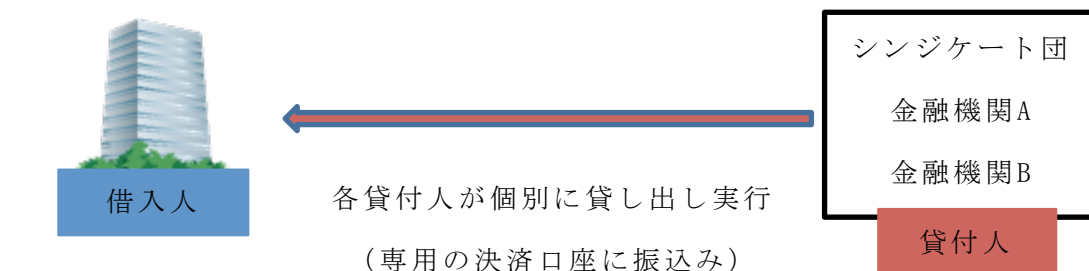 シンジケート団
金融機関A
金融機関B
貸付人
借入人
各貸付人が個別に貸し出し実行
（専用の決済口座に振込み）